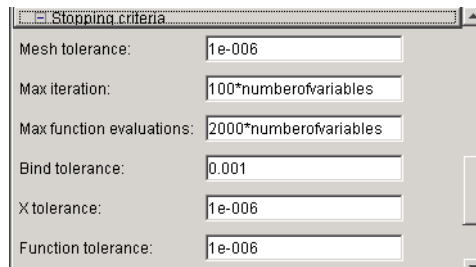 Stopping criteria
Mesh tolerance: 1e-006
Max iteration: 100*numberofvariables
Max function evaluations: 2000*numberofvariables
Bind tolerance: 0.001
X tolerance: 1e-006
Function tolerance: 1e-006